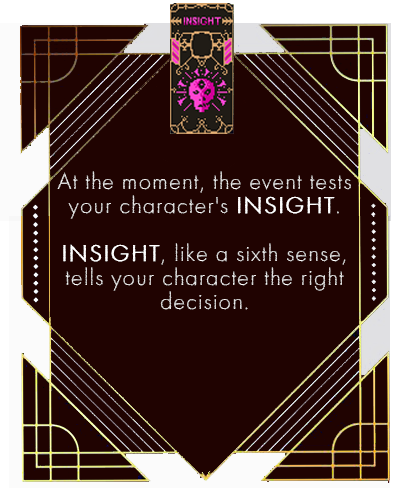 INSIGHT
At the moment, the event tests
your character's INSIGHT.
INSIGHT, like a sixth sense,
tells your character the right
decision.